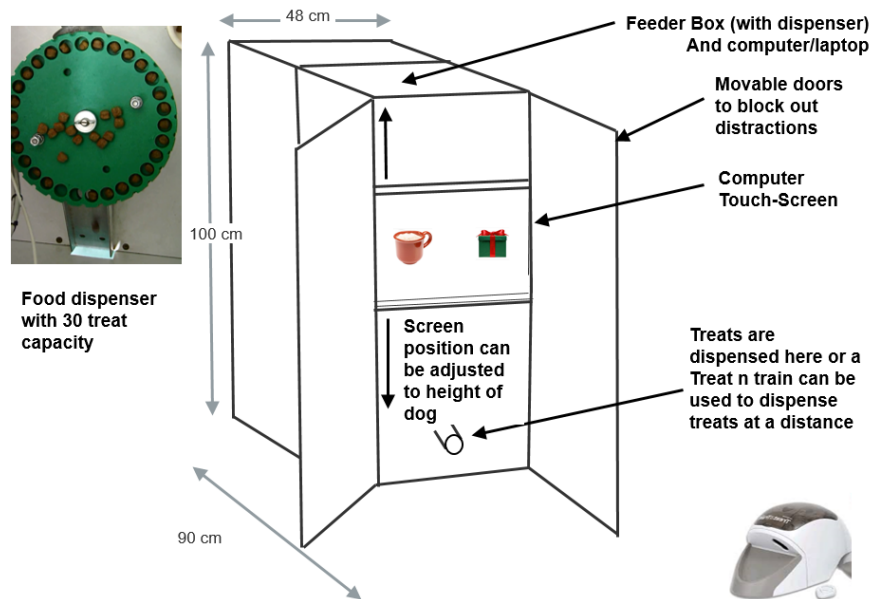 48 cm
Feeder Box (with dispenser)
And computer/laptop
Movable doors
to block out
distractions
Computer
Touch-Screen
100 cm
Food dispenser
with 30 treat
capacity
Screen
position can
be adjusted
to height of
dog
Treats are
dispensed here or a
Treat n train can be
used to dispense
treats at a distance
90 cm